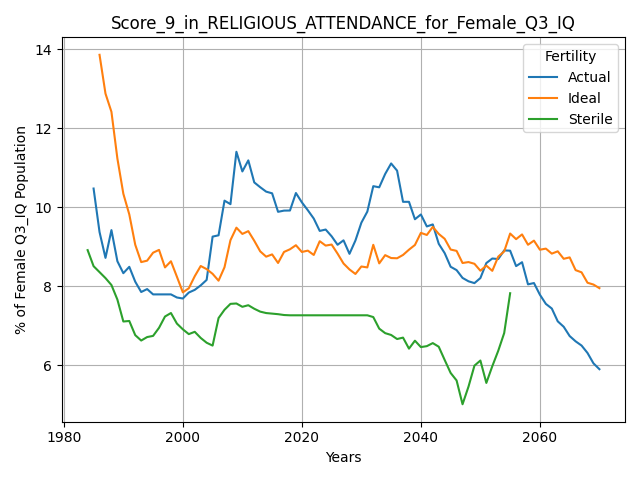 Score_9_in_RELIGIOUS_ATTENDANCE_for_Female_Q3_IQ
Fertility
Actual
Ideal
Sterile
% of Female Q3_IQ Population
14
12
10
8
6
1980 2000 2020 2040 2060
Years